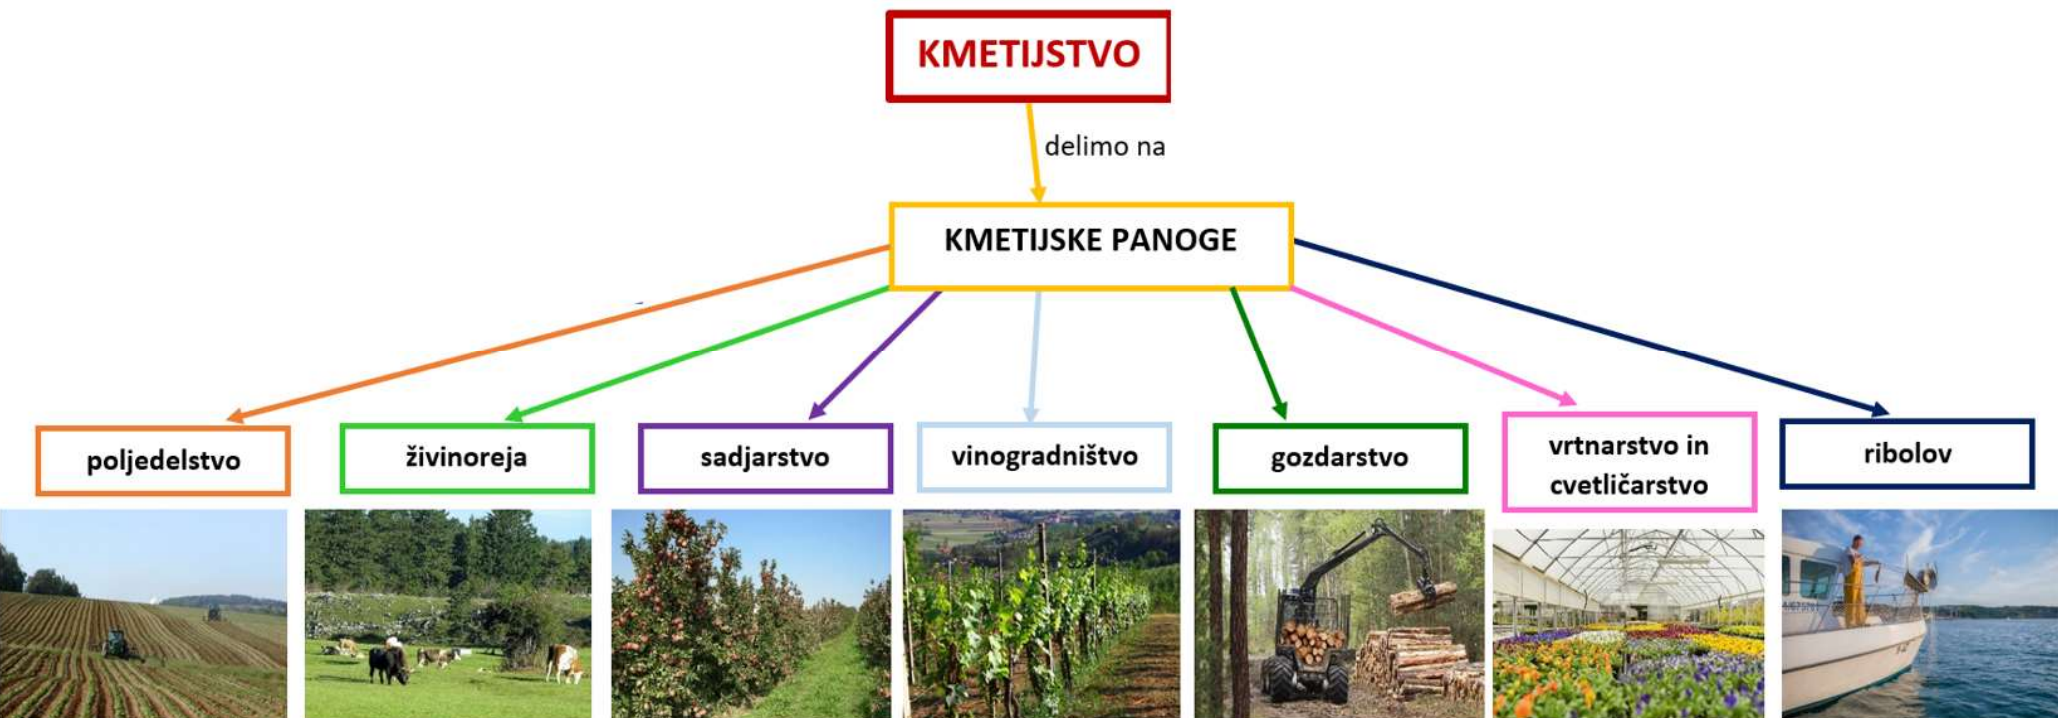 KMETIJSTVO
delimo na
KMETIJSKE PANOGE
poljedelstvo
živinoreja
sadjarstvo
vinogradništvo
gozdarstvo
vrtnarstvo in
cvetličarstvo
ribolov